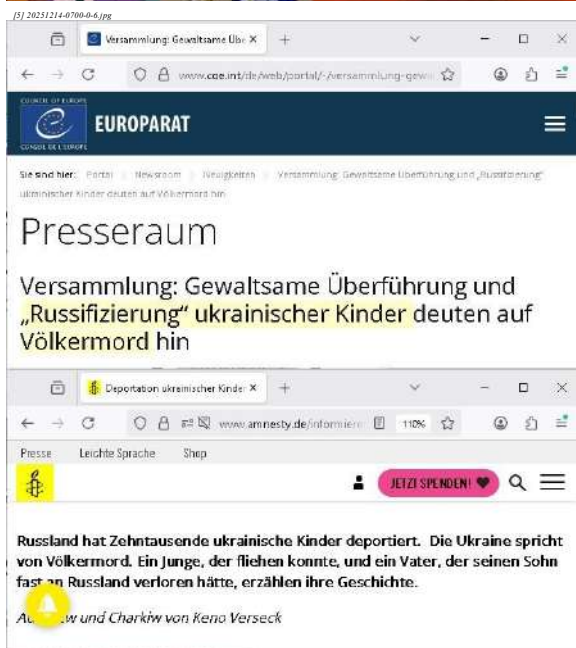 [5] 20251214-0700-0-6.jpg
Versammlung: Gewaltsame Übe
www.coe.int/de/web/portal/-/versammlung-gew
COUNCIL OF EUROPE
CONSEIL DE L'EUROPE
EUROPARAT
Sie sind hier: Portal Newsroom Neuigkeiten Versammlung: Gewaltsame Überführung und „Russifizierung“
ukrainischer Kinder deuten auf Völkermord hin
Presseraum
Versammlung: Gewaltsame Überführung und
„Russifizierung“ ukrainischer Kinder deuten auf
Völkermord hin
Deportation ukrainischer Kinder
www.amnesty.de/informiere 110%
Presse Leichte Sprache Shop
JETZT SPENDEN!
Russland hat Zehntausende ukrainische Kinder deportiert. Die Ukraine spricht
von Völkermord. Ein Junge, der fliehen konnte, und ein Vater, der seinen Sohn
fast an Russland verloren hätte, erzählen ihre Geschichte.
und Charkiw von Keno Verseck